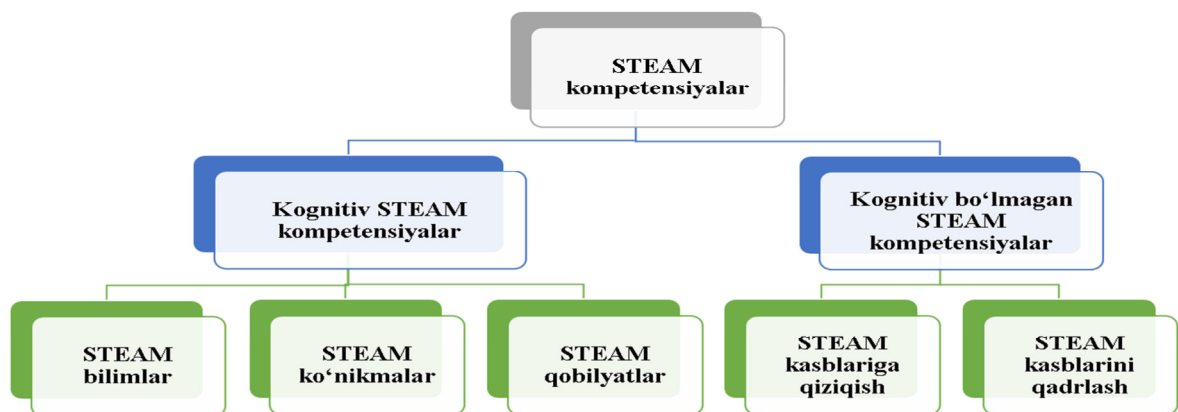 STEAM
kompetensiyalar
Kognitiv STEAM
kompetensiyalar
Kognitiv bo‘lmagan
STEAM
kompetensiyalar
STEAM
bilimlar
STEAM
ko‘nikmalar
STEAM
qobilyatlar
STEAM
kasblariga
qiziqish
STEAM
kasblarini
qadrlash